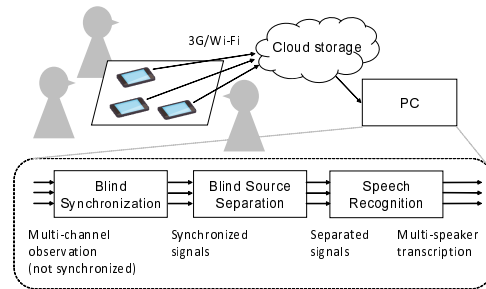 3G/Wi-Fi
Cloud storage
PC
Blind
Synchronization
Blind Source
Separation
Speech
Recognition
Multi-channel
observation
(not synchronized)
Synchronized
signals
Separated
signals
Multi-speaker
transcription